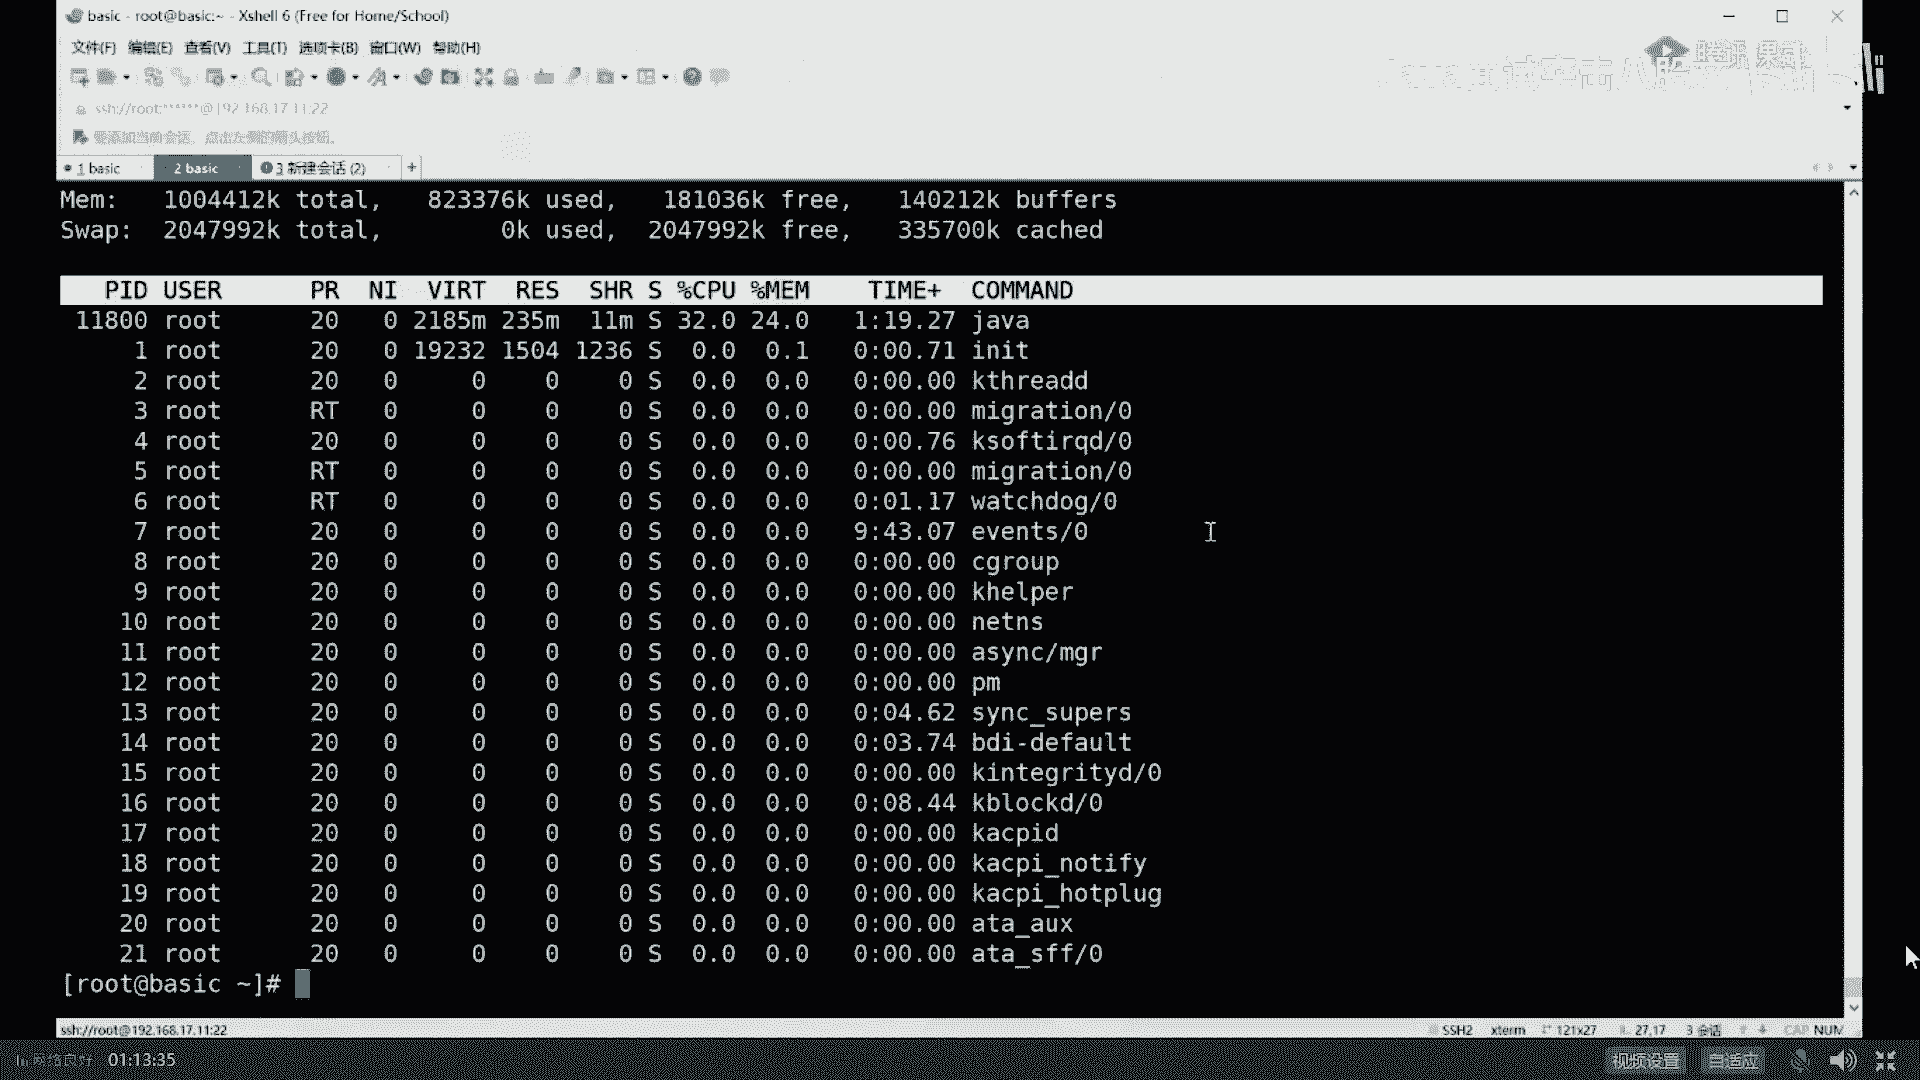 basic - root@basic:~ - Xshell 6 (Free for Home/School)
文件(F) 编辑(E) 查看(V) 工具(T) 选项卡(B) 窗口(W) 帮助(H)
ssh://root:******@192.168.17.11:22
要添加当前会话，点击左侧的箭头按钮。
1 basic 2 basic 3 新建会话 (2) +
Mem: 1004412k total, 823376k used, 181036k free, 140212k buffers
Swap: 2047992k total, 0k used, 2047992k free, 335700k cached
PID USER PR NI VIRT RES SHR S %CPU %MEM TIME+ COMMAND
11800 root 20 0 2185m 235m 11m S 32.0 24.0 1:19.27 java
1 root 20 0 19232 1504 1236 S 0.0 0.1 0:00.71 init
2 root 20 0 0 0 0 S 0.0 0.0 0:00.00 kthreadd
3 root RT 0 0 0 0 S 0.0 0.0 0:00.00 migration/0
4 root 20 0 0 0 0 S 0.0 0.0 0:00.76 ksoftirqd/0
5 root RT 0 0 0 0 S 0.0 0.0 0:00.00 migration/0
6 root RT 0 0 0 0 S 0.0 0.0 0:01.17 watchdog/0
7 root 20 0 0 0 0 S 0.0 0.0 9:43.07 events/0
8 root 20 0 0 0 0 S 0.0 0.0 0:00.00 cgroup
9 root 20 0 0 0 0 S 0.0 0.0 0:00.00 khelper
10 root 20 0 0 0 0 S 0.0 0.0 0:00.00 netns
11 root 20 0 0 0 0 S 0.0 0.0 0:00.00 async/mgr
12 root 20 0 0 0 0 S 0.0 0.0 0:00.00 pm
13 root 20 0 0 0 0 S 0.0 0.0 0:04.62 sync_supers
14 root 20 0 0 0 0 S 0.0 0.0 0:03.74 bdi-default
15 root 20 0 0 0 0 S 0.0 0.0 0:00.00 kintegrityd/0
16 root 20 0 0 0 0 S 0.0 0.0 0:08.44 kblockd/0
17 root 20 0 0 0 0 S 0.0 0.0 0:00.00 kacpid
18 root 20 0 0 0 0 S 0.0 0.0 0:00.00 kacpi_notify
19 root 20 0 0 0 0 S 0.0 0.0 0:00.00 kacpi_hotplug
20 root 20 0 0 0 0 S 0.0 0.0 0:00.00 ata_aux
21 root 20 0 0 0 0 S 0.0 0.0 0:00.00 ata_sff/0
[root@basic ~]#
ssh://root@192.168.17.11:22 SSH2 xterm 121x27 27,17 3 会话 CAP NUM
网络良好 01:13:35 视频设置 自适应